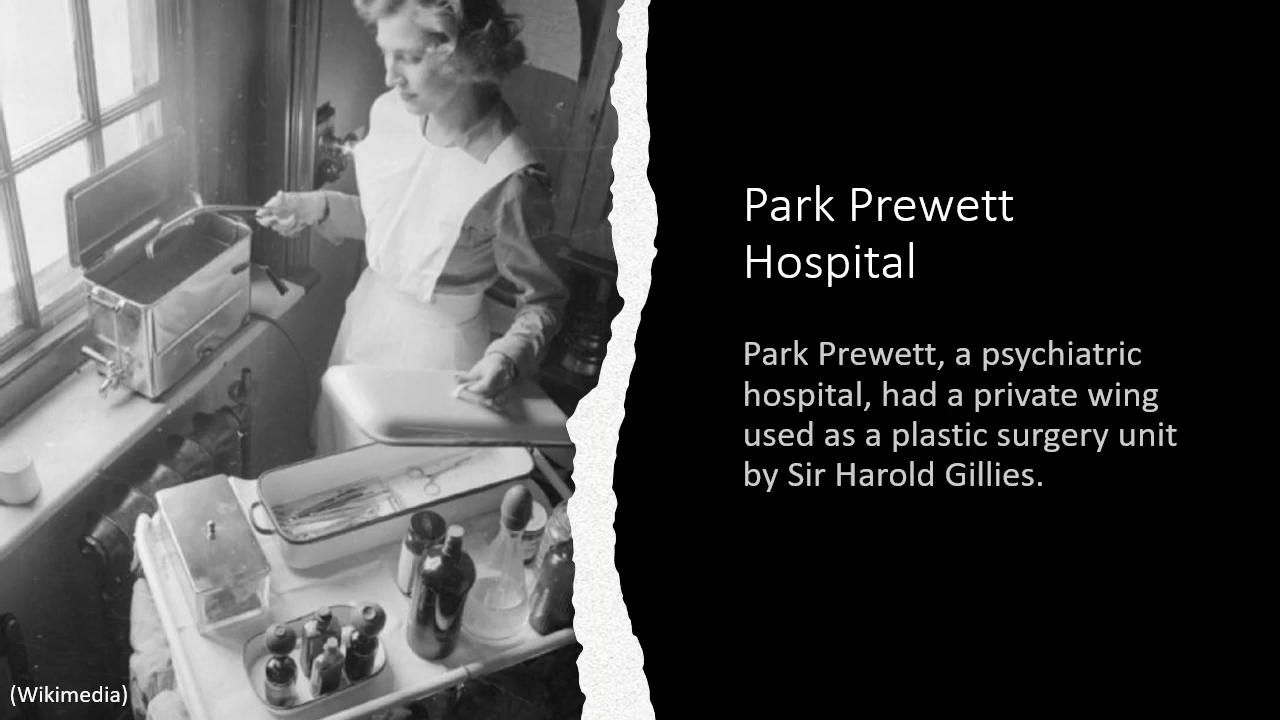 Park Prewett
Hospital
Park Prewett, a psychiatric
hospital, had a private wing
used as a plastic surgery unit
by Sir Harold Gillies.
(Wikimedia)